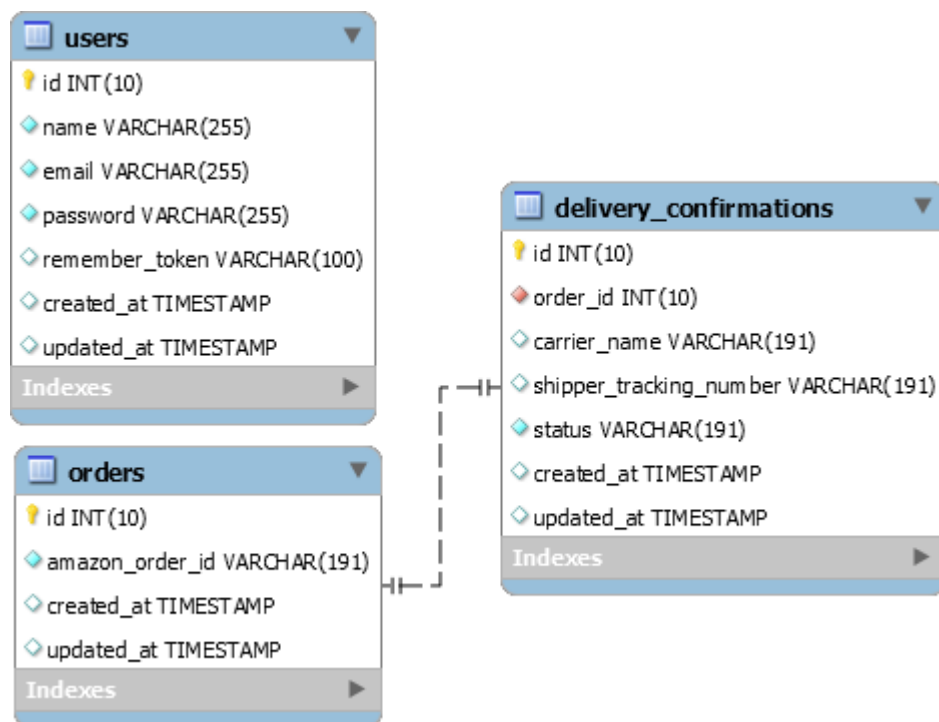 users
id INT(10)
name VARCHAR(255)
email VARCHAR(255)
password VARCHAR(255)
remember_token VARCHAR(100)
created_at TIMESTAMP
updated_at TIMESTAMP
Indexes
orders
id INT(10)
amazon_order_id VARCHAR(191)
created_at TIMESTAMP
updated_at TIMESTAMP
Indexes
delivery_confirmations
id INT(10)
order_id INT(10)
carrier_name VARCHAR(191)
shipper_tracking_number VARCHAR(191)
status VARCHAR(191)
created_at TIMESTAMP
updated_at TIMESTAMP
Indexes